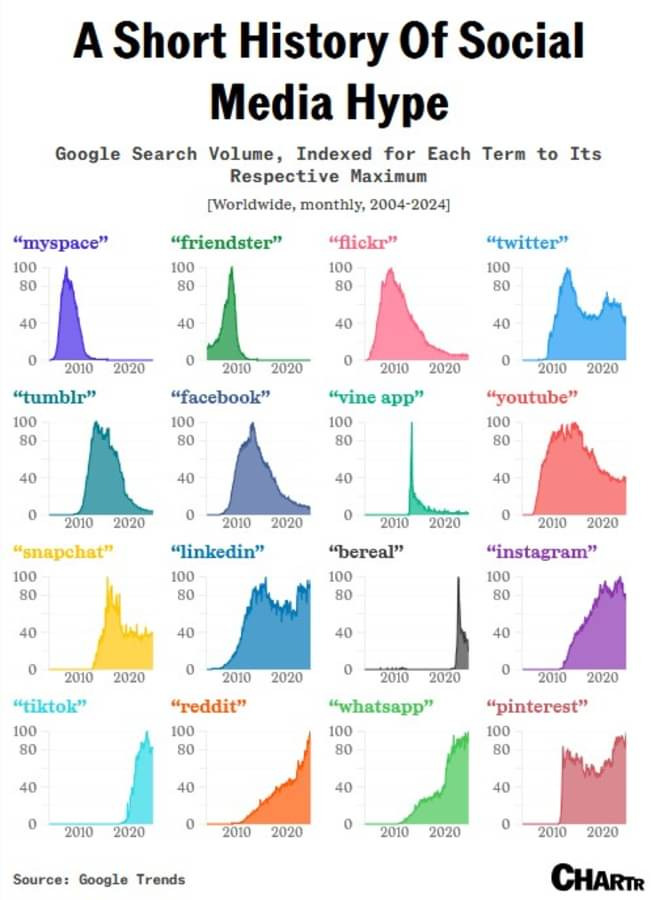 A Short History Of Social
Media Hype
Google Search Volume, Indexed for Each Term to Its
Respective Maximum
[Worldwide, monthly, 2004-2024]
“myspace” “friendster” “flickr” “twitter”
100 100 100 100
80 80 80 80
40 40 40 40
0 0 0 0
2010 2020 2010 2020 2010 2020 2010 2020
“tumblr” “facebook” “vine app” “youtube”
100 100 100 100
80 80 80 80
40 40 40 40
0 0 0 0
2010 2020 2010 2020 2010 2020 2010 2020
“snapchat” “linkedin” “bereal” “instagram”
100 100 100 100
80 80 80 80
40 40 40 40
0 0 0 0
2010 2020 2010 2020 2010 2020 2010 2020
“tiktok” “reddit” “whatsapp” “pinterest”
100 100 100 100
80 80 80 80
40 40 40 40
0 0 0 0
2010 2020 2010 2020 2010 2020 2010 2020
Source: Google Trends
CHARTR